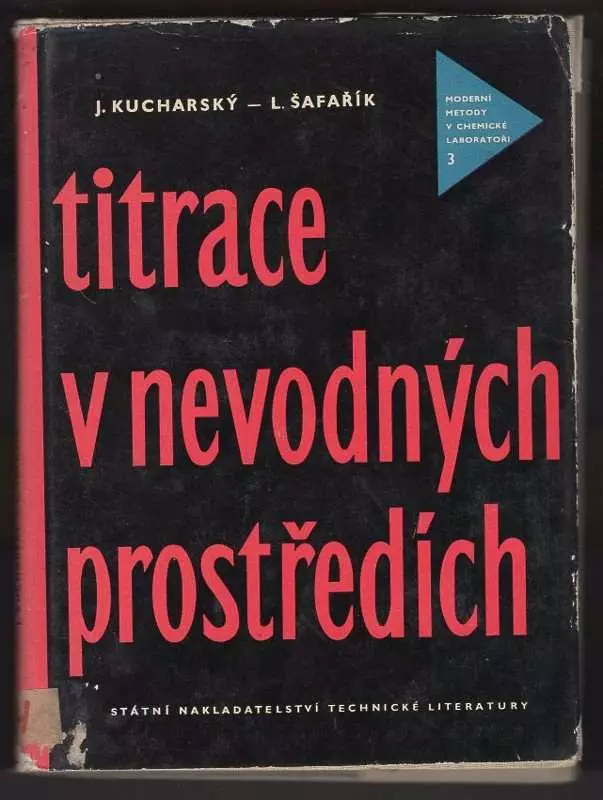 J. KUCHARSKÝ – L. ŠAFAŘÍK
MODERNÍ
METODY
V CHEMICKÉ
LABORATOŘI
3
titrace
v nevodných
prostředích
STÁTNÍ NAKLADATELSTVÍ TECHNICKÉ LITERATURY